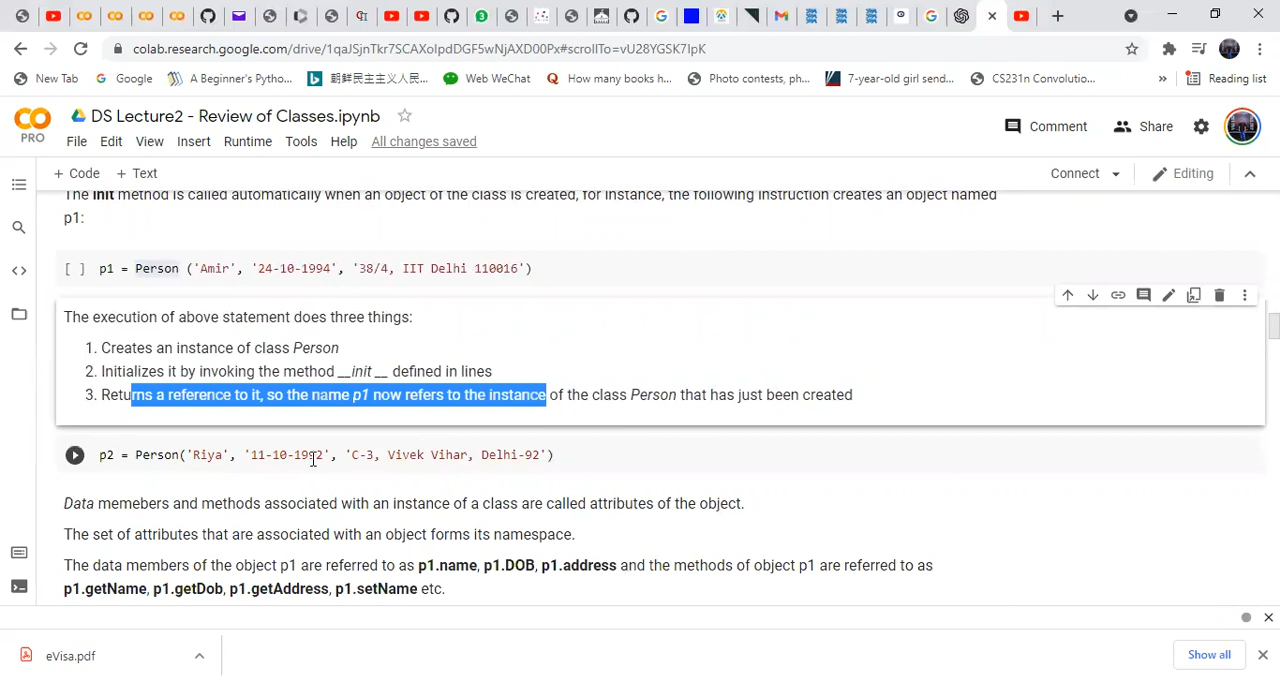 colab.research.google.com/drive/1qaJSjnTkr7SCAXoIpdDGF5wNjAXD00Px#scrollTo=vU28YGSK7IpK
New Tab Google A Beginner's Pytho... 朝鲜民主主义人民... Web WeChat How many books h... Photo contests, ph... 7-year-old girl send... CS231n Convolutio... » Reading list
DS Lecture2 - Review of Classes.ipynb
Comment Share
PRO
File Edit View Insert Runtime Tools Help All changes saved
+ Code + Text Connect Editing
The init method is called automatically when an object of the class is created, for instance, the following instruction creates an object named
p1:
[ ] p1 = Person ('Amir', '24-10-1994', '38/4, IIT Delhi 110016')
The execution of above statement does three things:
1. Creates an instance of class Person
2. Initializes it by invoking the method __init __ defined in lines
3. Returns a reference to it, so the name p1 now refers to the instance of the class Person that has just been created
p2 = Person('Riya', '11-10-1992', 'C-3, Vivek Vihar, Delhi-92')
Data memebers and methods associated with an instance of a class are called attributes of the object.
The set of attributes that are associated with an object forms its namespace.
The data members of the object p1 are referred to as p1.name, p1.DOB, p1.address and the methods of object p1 are referred to as
p1.getName, p1.getDob, p1.getAddress, p1.setName etc.
eVisa.pdf Show all